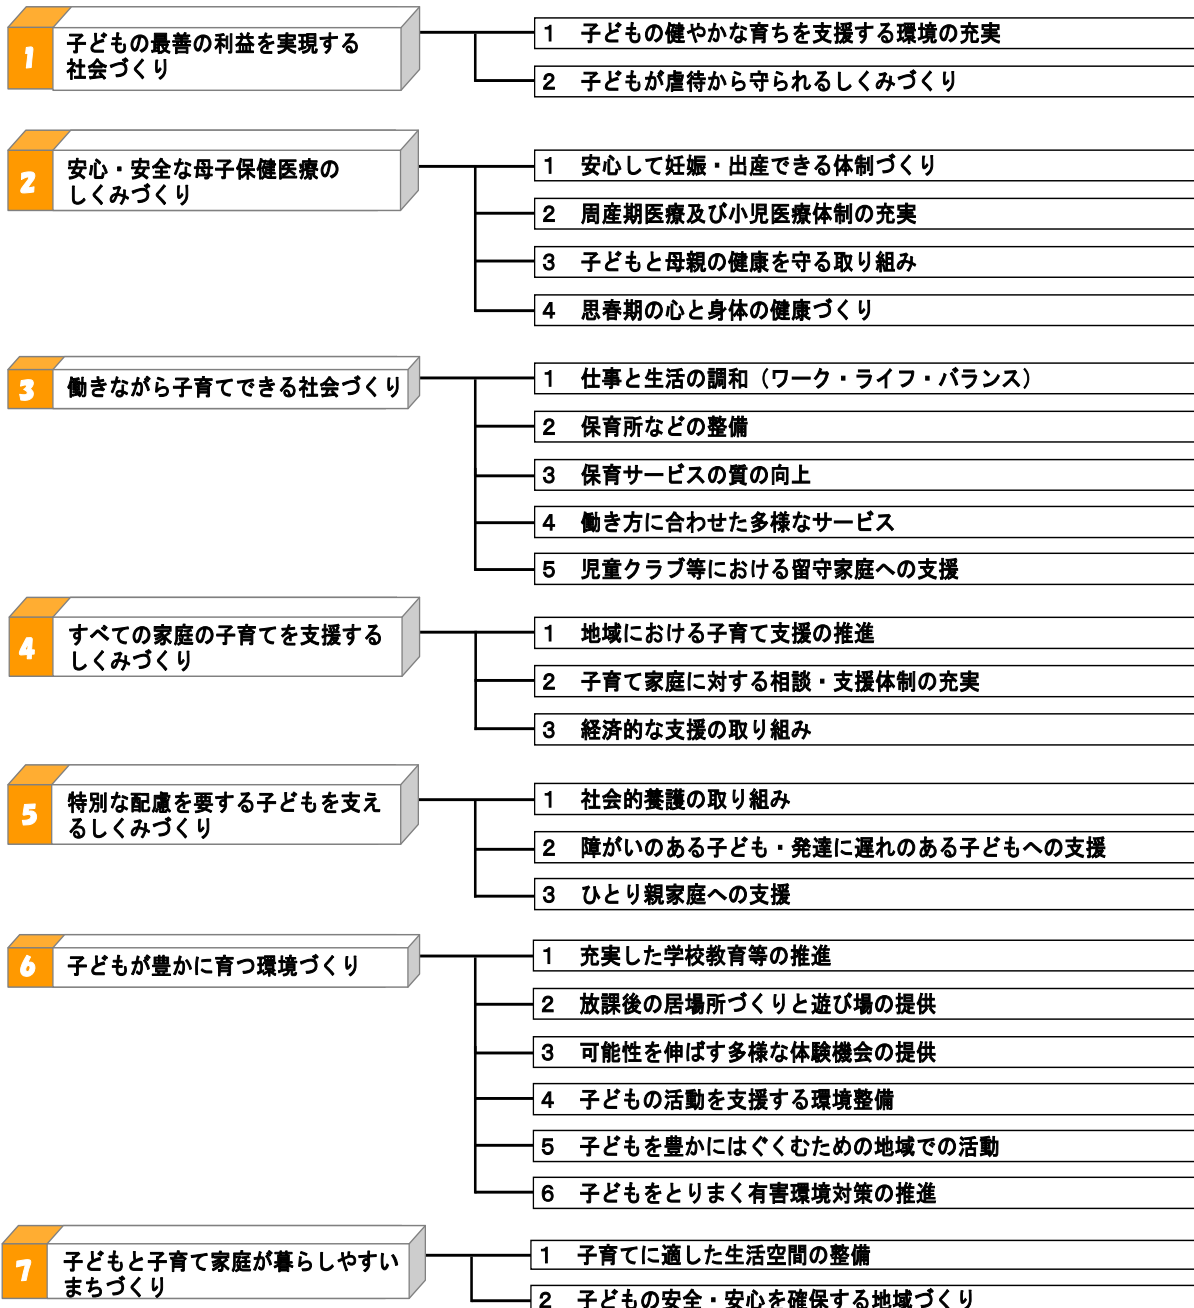 1
子どもの最善の利益を実現する
社会づくり
1 子どもの健やかな育ちを支援する環境の充実
2 子どもが虐待から守られるしくみづくり
2
安心・安全な母子保健医療の
しくみづくり
1 安心して妊娠・出産できる体制づくり
2 周産期医療及び小児医療体制の充実
3 子どもと母親の健康を守る取り組み
4 思春期の心と身体の健康づくり
3
働きながら子育てできる社会づくり
1 仕事と生活の調和（ワーク・ライフ・バランス）
2 保育所などの整備
3 保育サービスの質の向上
4 働き方に合わせた多様なサービス
5 児童クラブ等における留守家庭への支援
4
すべての家庭の子育てを支援する
しくみづくり
1 地域における子育て支援の推進
2 子育て家庭に対する相談・支援体制の充実
3 経済的な支援の取り組み
5
特別な配慮を要する子どもを支え
るしくみづくり
1 社会的養護の取り組み
2 障がいのある子ども・発達に遅れのある子どもへの支援
3 ひとり親家庭への支援
6
子どもが豊かに育つ環境づくり
1 充実した学校教育等の推進
2 放課後の居場所づくりと遊び場の提供
3 可能性を伸ばす多様な体験機会の提供
4 子どもの活動を支援する環境整備
5 子どもを豊かにはぐくむための地域での活動
6 子どもをとりまく有害環境対策の推進
7
子どもと子育て家庭が暮らしやすい
まちづくり
1 子育てに適した生活空間の整備
2 子どもの安全・安心を確保する地域づくり